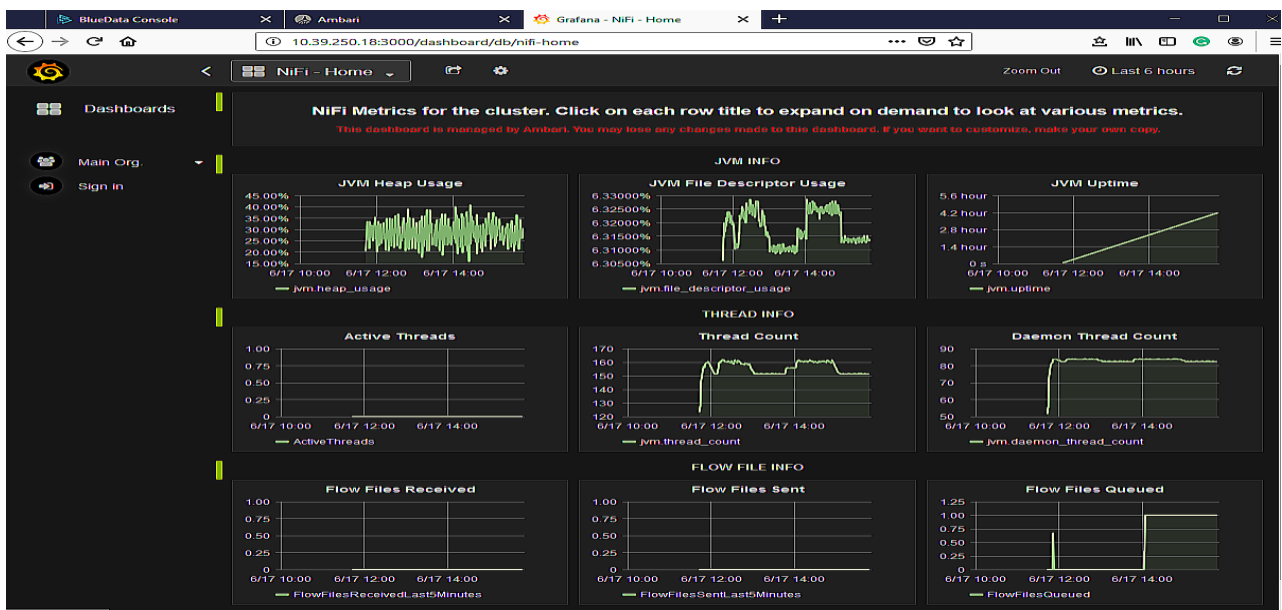 BlueData Console
Ambari
Grafana - NiFi - Home
10.39.250.18:3000/dashboard/db/nifi-home
NiFi - Home
Zoom Out
Last 6 hours
Dashboards
Main Org.
Sign in
NiFi Metrics for the cluster. Click on each row title to expand on demand to look at various metrics.
This dashboard is managed by Ambari. You may lose any changes made to this dashboard. If you want to customize, make your own copy.
JVM INFO
JVM Heap Usage
45.00%
40.00%
35.00%
30.00%
25.00%
20.00%
15.00%
6/17 10:00 6/17 12:00 6/17 14:00
jvm.heap_usage
JVM File Descriptor Usage
6.33000%
6.32500%
6.32000%
6.31500%
6.31000%
6.30500%
6/17 10:00 6/17 12:00 6/17 14:00
jvm.file_descriptor_usage
JVM Uptime
5.6 hour
4.2 hour
2.8 hour
1.4 hour
0 s
6/17 10:00 6/17 12:00 6/17 14:00
jvm.uptime
THREAD INFO
Active Threads
1.00
0.75
0.50
0.25
0
6/17 10:00 6/17 12:00 6/17 14:00
ActiveThreads
Thread Count
170
160
150
140
130
120
6/17 10:00 6/17 12:00 6/17 14:00
jvm.thread_count
Daemon Thread Count
90
80
70
60
50
6/17 10:00 6/17 12:00 6/17 14:00
jvm.daemon_thread_count
FLOW FILE INFO
Flow Files Received
1.00
0.75
0.50
0.25
0
6/17 10:00 6/17 12:00 6/17 14:00
FlowFilesReceivedLast5Minutes
Flow Files Sent
1.00
0.75
0.50
0.25
0
6/17 10:00 6/17 12:00 6/17 14:00
FlowFilesSentLast5Minutes
Flow Files Queued
1.25
1.00
0.75
0.50
0.25
0
6/17 10:00 6/17 12:00 6/17 14:00
FlowFilesQueued